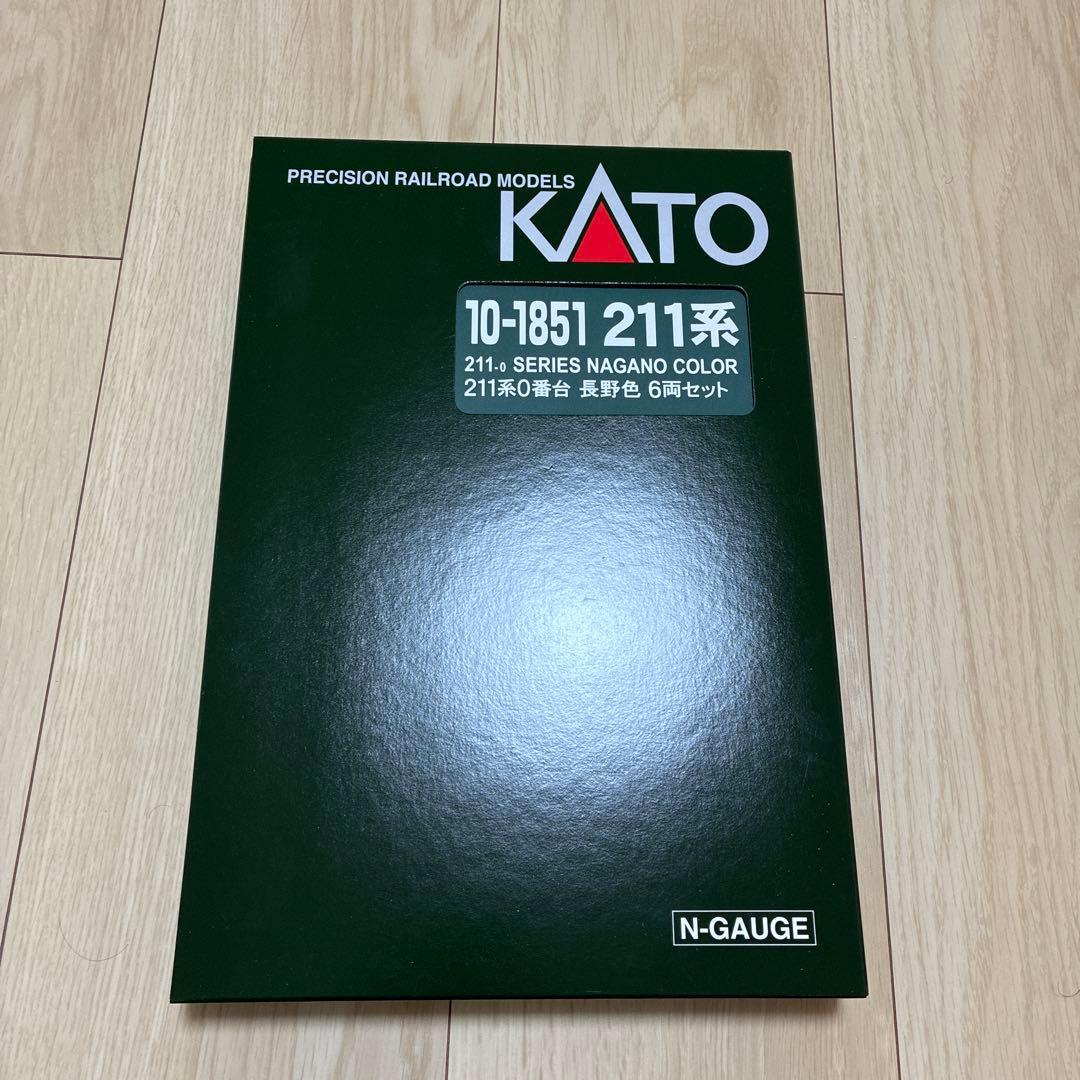 PRECISION RAILROAD MODELS
KATO
10-1851 211系
211-0 SERIES NAGANO COLOR
211系0番台 長野色 6両セット
N-GAUGE